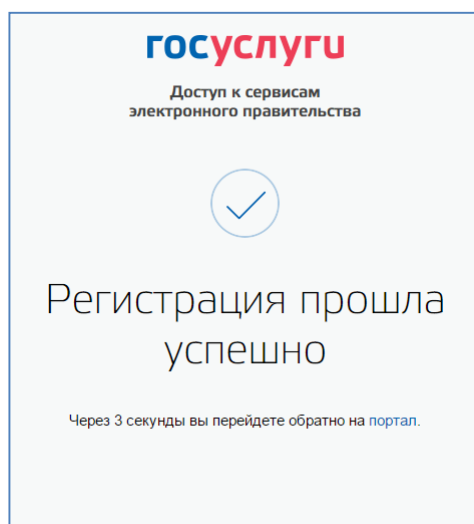 госуслуги
Доступ к сервисам
электронного правительства
Регистрация прошла
успешно
Через 3 секунды вы перейдете обратно на портал.